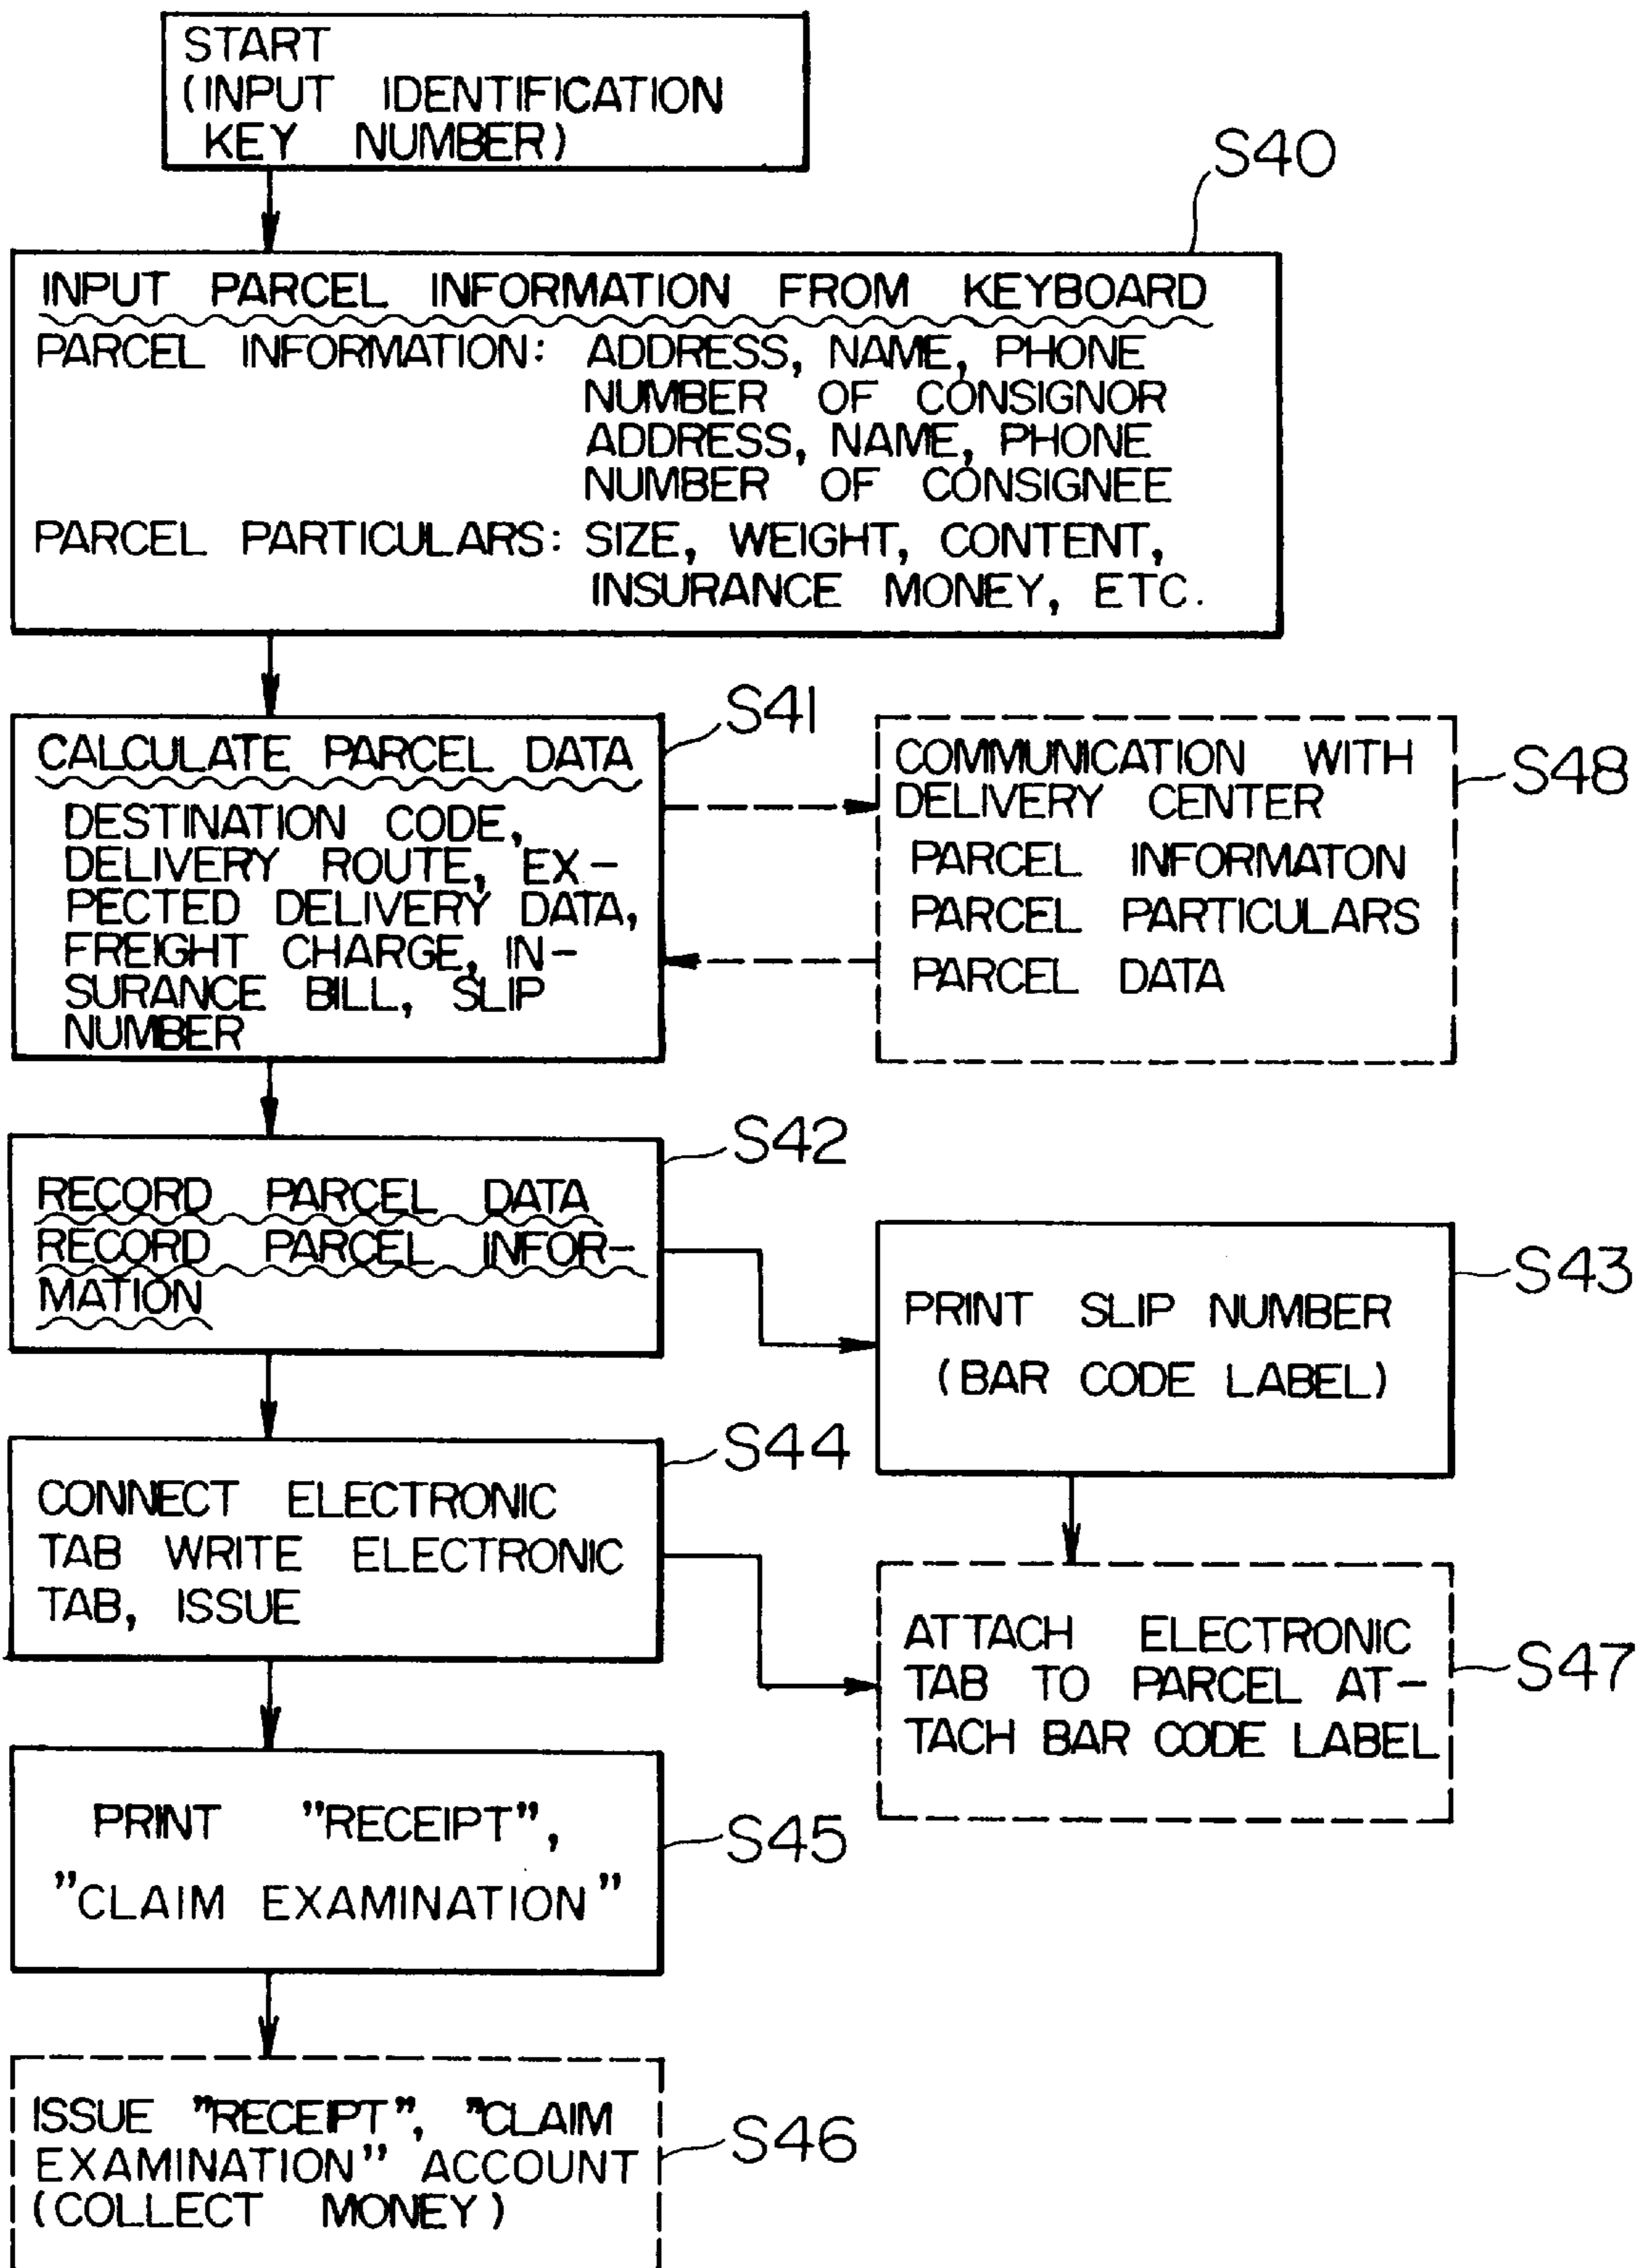 START
(INPUT IDENTIFICATION
KEY NUMBER)
S40
INPUT PARCEL INFORMATION FROM KEYBOARD
PARCEL INFORMATION: ADDRESS, NAME, PHONE
NUMBER OF CONSIGNOR
ADDRESS, NAME, PHONE
NUMBER OF CONSIGNEE
PARCEL PARTICULARS: SIZE, WEIGHT, CONTENT,
INSURANCE MONEY, ETC.
S41
CALCULATE PARCEL DATA
DESTINATION CODE,
DELIVERY ROUTE, EX-
PECTED DELIVERY DATA,
FREIGHT CHARGE, IN-
SURANCE BILL, SLIP
NUMBER
S48
COMMUNICATION WITH
DELIVERY CENTER
PARCEL INFORMATON
PARCEL PARTICULARS
PARCEL DATA
S42
RECORD PARCEL DATA
RECORD PARCEL INFOR-
MATION
S43
PRINT SLIP NUMBER
(BAR CODE LABEL)
S44
CONNECT ELECTRONIC
TAB WRITE ELECTRONIC
TAB, ISSUE
S47
ATTACH ELECTRONIC
TAB TO PARCEL AT-
TACH BAR CODE LABEL
S45
PRINT "RECEIPT",
"CLAIM EXAMINATION"
S46
ISSUE "RECEIPT", "CLAIM
EXAMINATION" ACCOUNT
(COLLECT MONEY)